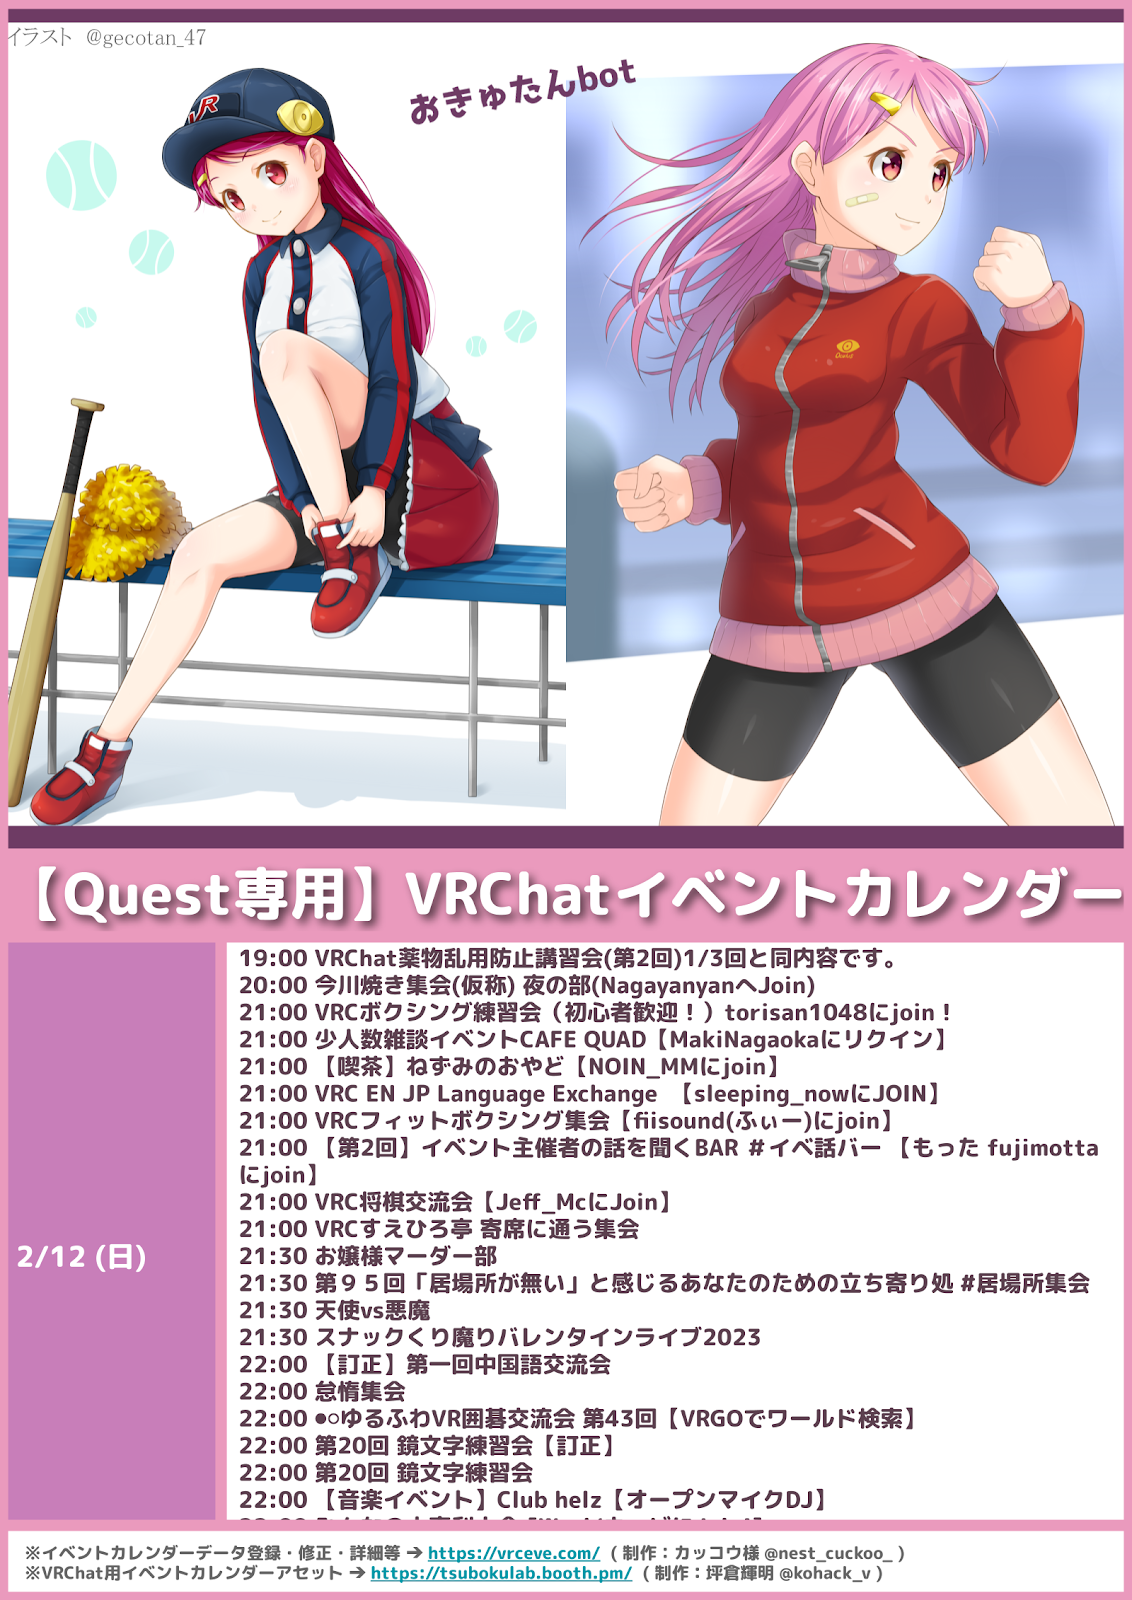 イラスト @gecotan_47
おきゅたんbot
VR
Quest
【Quest専用】VRChatイベントカレンダー
2/12 (日)
19:00 VRChat薬物乱用防止講習会(第2回)1/3回と同内容です。
20:00 今川焼き集会(仮称) 夜の部(NagayanyanへJoin)
21:00 VRCボクシング練習会（初心者歓迎！）torisan1048にjoin！
21:00 少人数雑談イベントCAFE QUAD【MakiNagaokaにリクイン】
21:00 【喫茶】ねずみのおやど【NOIN_MMにjoin】
21:00 VRC EN JP Language Exchange 【sleeping_nowにJOIN】
21:00 VRCフィットボクシング集会【fiisound(ふぃー)にjoin】
21:00 【第2回】イベント主催者の話を聞くBAR ＃イベ話バー 【もった fujimotta
にjoin】
21:00 VRC将棋交流会【Jeff_McにJoin】
21:00 VRCすえひろ亭 寄席に通う集会
21:30 お嬢様マーダー部
21:30 第９５回「居場所が無い」と感じるあなたのための立ち寄り処 #居場所集会
21:30 天使vs悪魔
21:30 スナックくり魔りバレンタインライブ2023
22:00 【訂正】第一回中国語交流会
22:00 怠惰集会
22:00 ●○ゆるふわVR囲碁交流会 第43回【VRGOでワールド検索】
22:00 第20回 鏡文字練習会【訂正】
22:00 第20回 鏡文字練習会
22:00 【音楽イベント】Club helz【オープンマイクDJ】
※イベントカレンダーデータ登録・修正・詳細等 ➔ https://vrceve.com/ ( 制作：カッコウ様 @nest_cuckoo_ )
※VRChat用イベントカレンダーアセット ➔ https://tsubokulab.booth.pm/ ( 制作：坪倉輝明 @kohack_v )